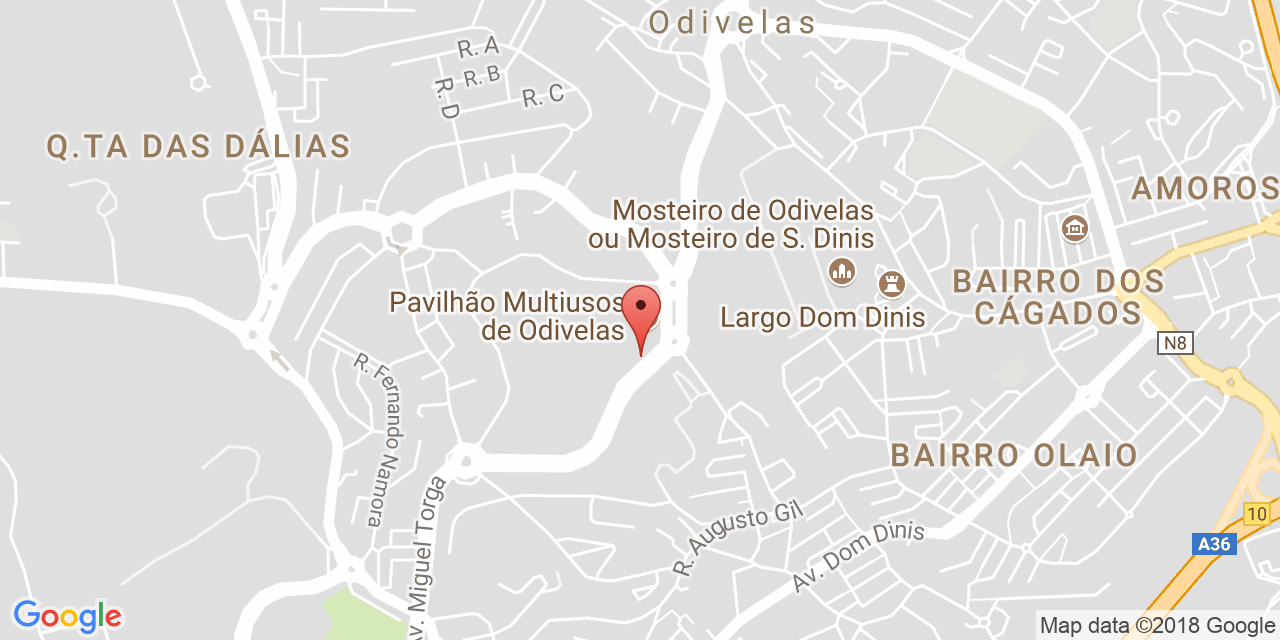 Odivelas
R. A
R. B
R. C
R. D
Q.TA DAS DÁLIAS
AMOROS
Mosteiro de Odivelas
ou Mosteiro de S. Dinis
BAIRRO DOS
CÁGADOS
Pavilhão Multiusos
de Odivelas
Largo Dom Dinis
N8
R. Fernando Namora
BAIRRO OLAIO
Av. Miguel Torga
R. Augusto Gil
Av. Dom Dinis
10
A36
Google
Map data ©2018 Google